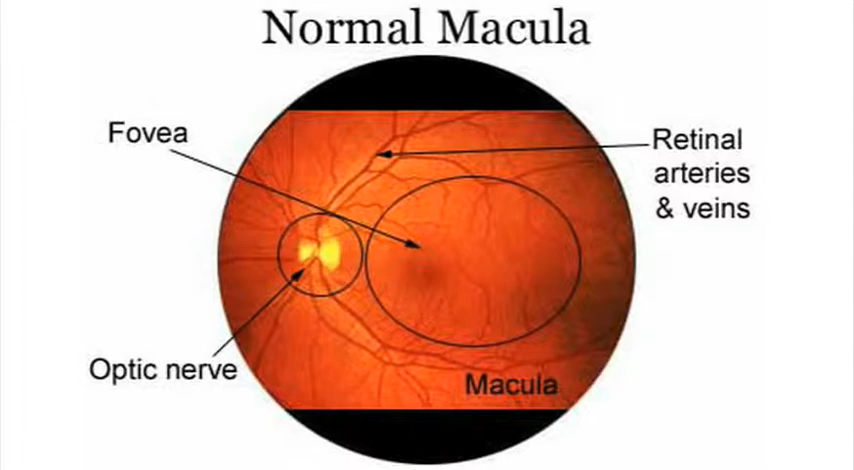 Normal Macula
Fovea
Retinal
arteries
& veins
Optic nerve
Macula